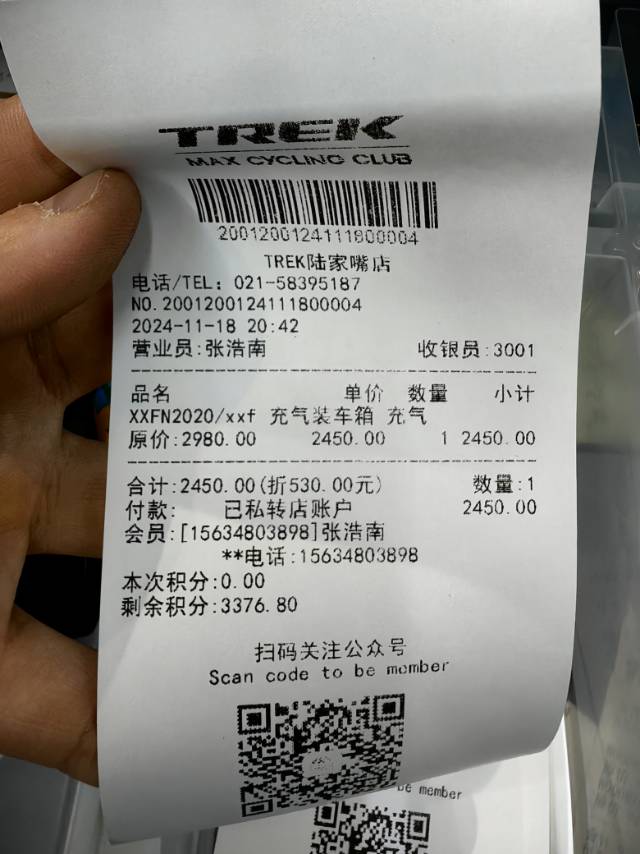 TREK
MAX CYCLING CLUB
2001200124111800004
TREK陆家嘴店
电话/TEL: 021-58395187
NO.2001200124111800004
2024-11-18 20:42
营业员:张浩南 收银员:3001
品名 单价 数量 小计
XXFN2020/xxf 充气装车箱 充气
原价:2980.00 2450.00 1 2450.00
合计:2450.00(折530.00元) 数量:1
付款: 已私转店账户 2450.00
会员:[15634803898]张浩南
**电话:15634803898
本次积分:0.00
剩余积分:3376.80
扫码关注公众号
Scan code to be member
be member